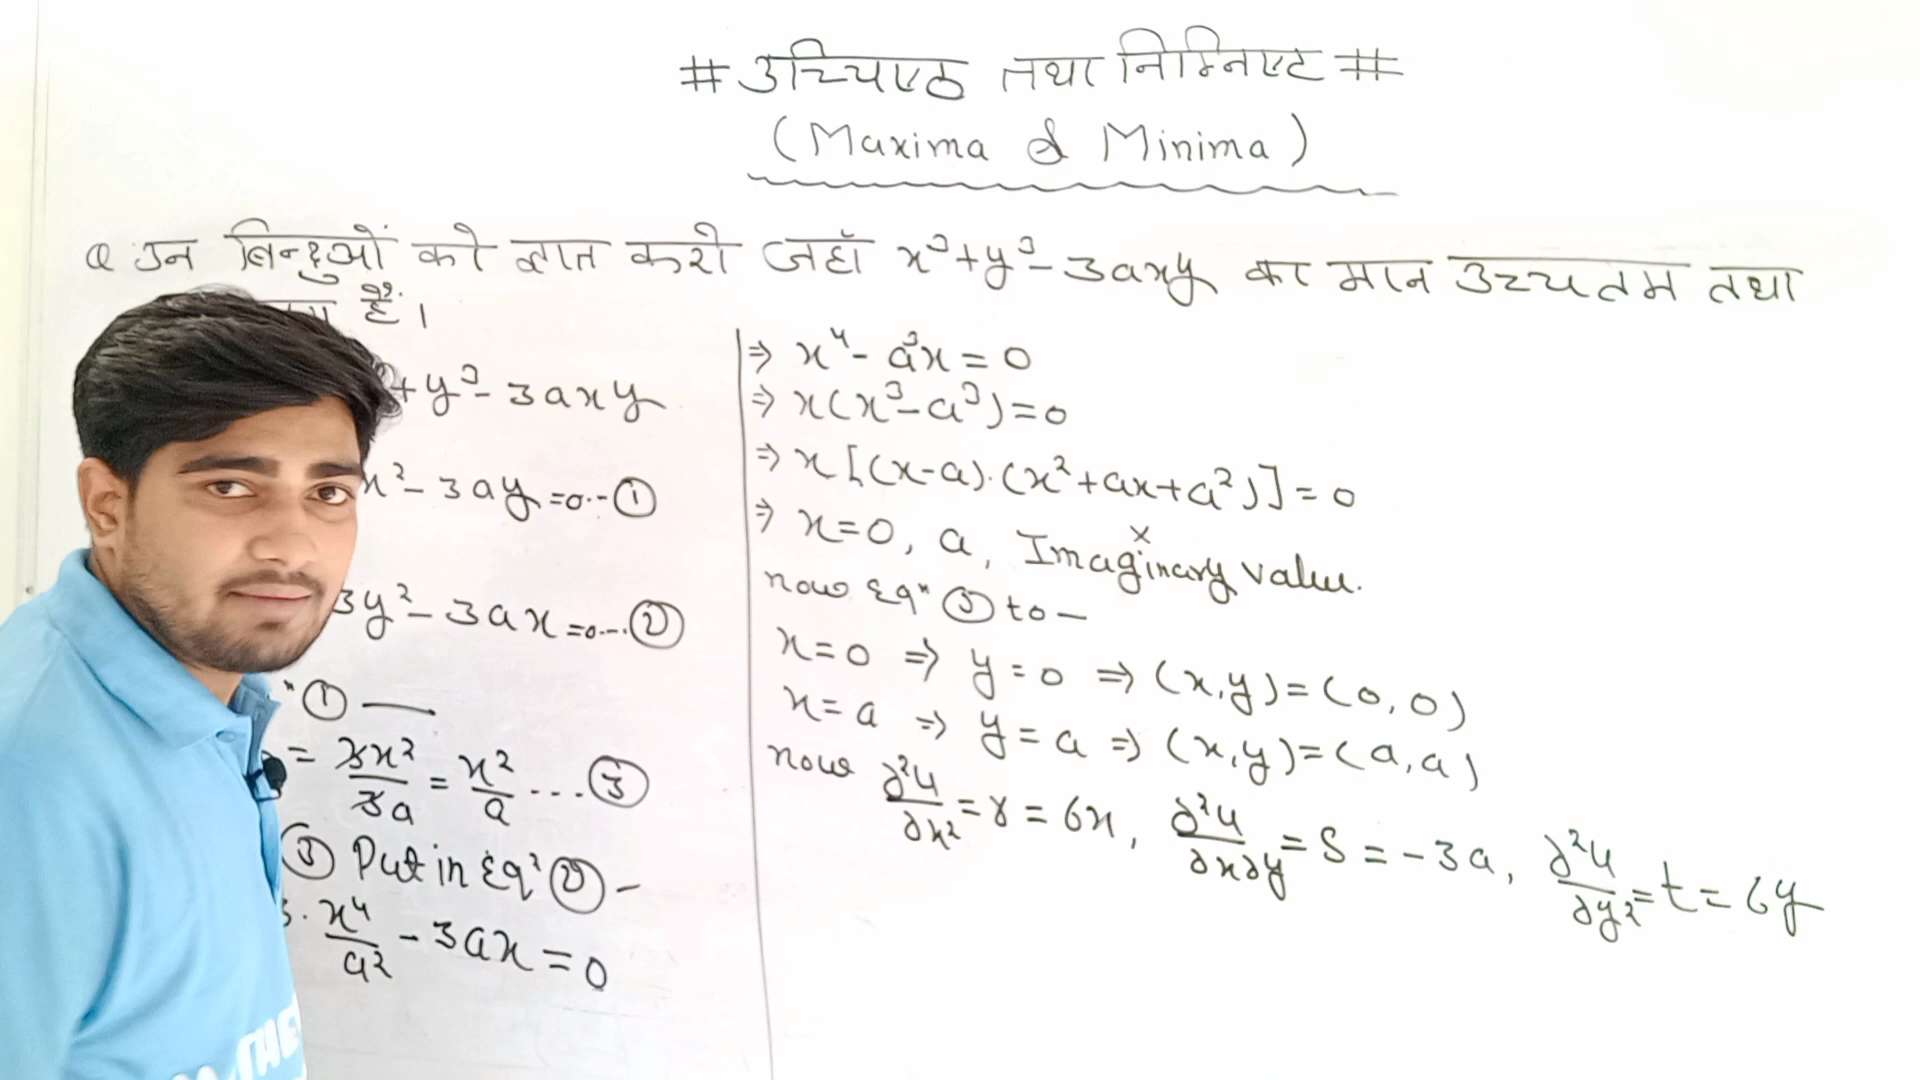 # उच्चिष्ठ तथा निम्निष्ट #
(Maxima & Minima)
Q उन बिन्दुओं को ज्ञात करो जहाँ x³+y³-3axy का मान उच्चतम तथा
है।
+y³-3axy
x²-3ay=0--①
3y²-3ax=0--②
① —
= 3x²/3a = x²/a ....③
③ Put in Eqⁿ ② -
3. x⁴/a² - 3ax = 0
⇒ x⁴- a³x = 0
⇒ x(x³-a³)=0
⇒ x[(x-a).(x²+ax+a²)]=0
⇒ x=0, a, Imaginary value.
×
now Eqⁿ ③ to —
x=0 ⇒ y=0 ⇒ (x,y)=(0,0)
x=a ⇒ y=a ⇒ (x,y)=(a,a)
now ∂²u/∂x² = r = 6x, ∂²u/∂x∂y = S = -3a, ∂²u/∂y² = t = 6y
THE